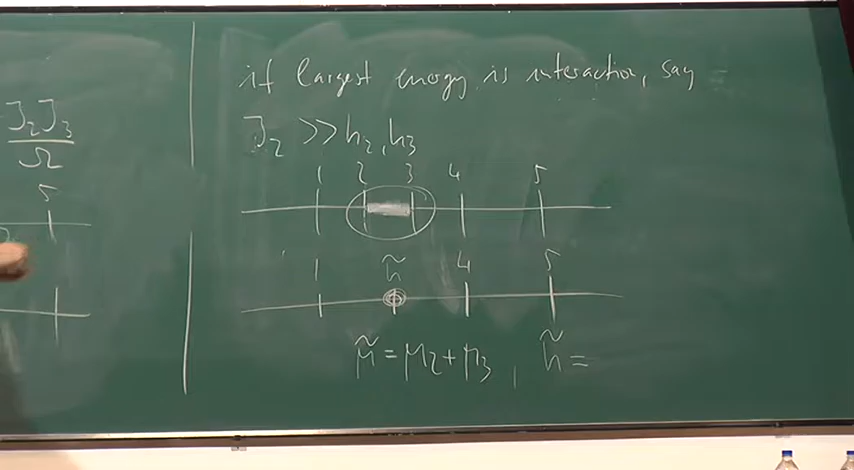 J₂J₃
Ω
5
if largest energy is interaction, say
J₂ >> h₂, h₃
1 2 3 4 5
1 h̃ 4 5
μ̃ = μ₂ + μ₃ , h̃ =